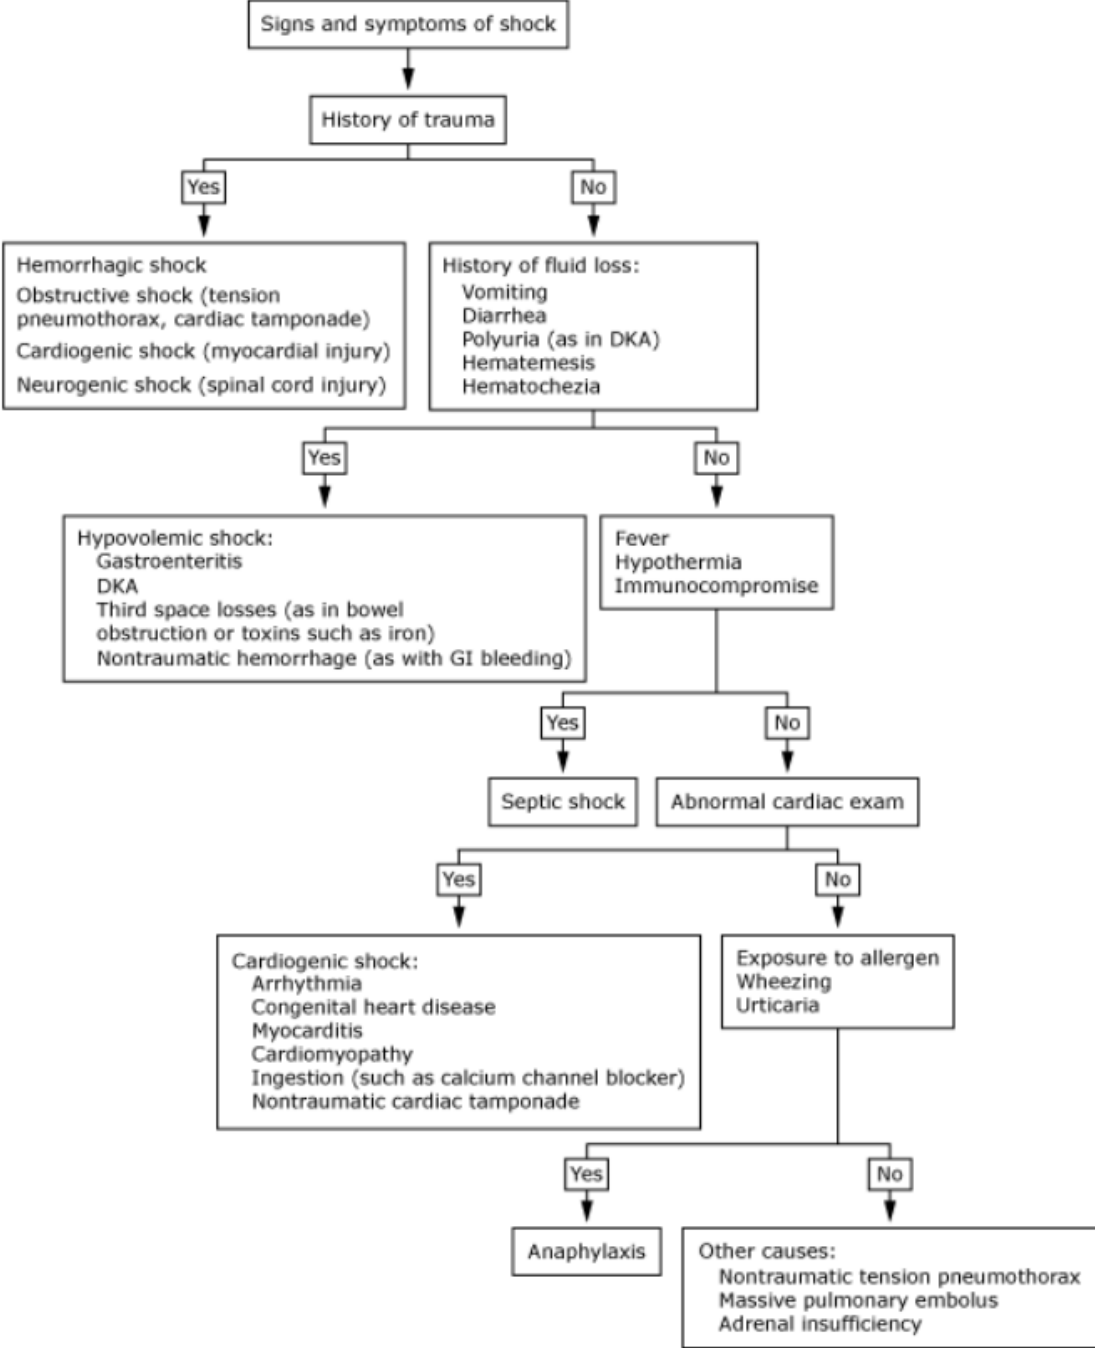 Signs and symptoms of shock
History of trauma
Yes
No
Hemorrhagic shock
Obstructive shock (tension
pneumothorax, cardiac tamponade)
Cardiogenic shock (myocardial injury)
Neurogenic shock (spinal cord injury)
History of fluid loss:
Vomiting
Diarrhea
Polyuria (as in DKA)
Hematemesis
Hematochezia
Yes
No
Hypovolemic shock:
Gastroenteritis
DKA
Third space losses (as in bowel
obstruction or toxins such as iron)
Nontraumatic hemorrhage (as with GI bleeding)
Fever
Hypothermia
Immunocompromise
Yes
No
Septic shock
Abnormal cardiac exam
Yes
No
Cardiogenic shock:
Arrhythmia
Congenital heart disease
Myocarditis
Cardiomyopathy
Ingestion (such as calcium channel blocker)
Nontraumatic cardiac tamponade
Exposure to allergen
Wheezing
Urticaria
Yes
No
Anaphylaxis
Other causes:
Nontraumatic tension pneumothorax
Massive pulmonary embolus
Adrenal insufficiency